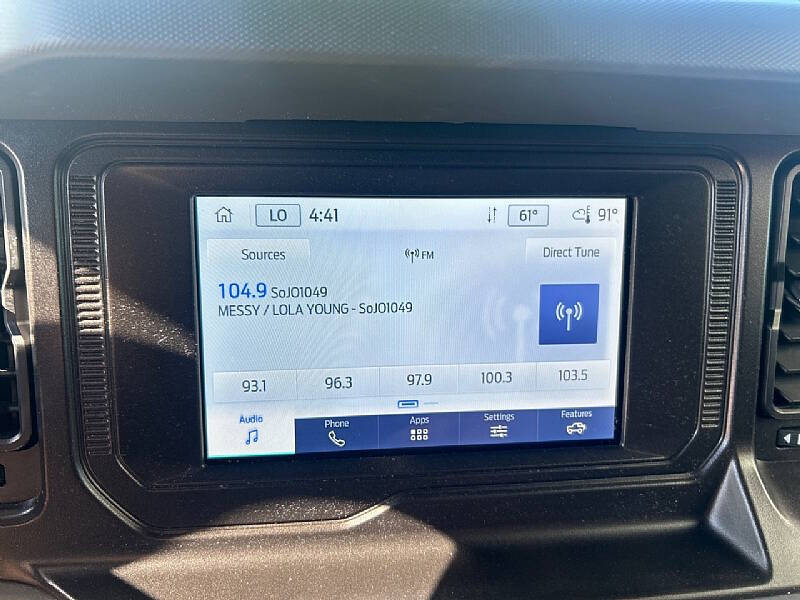 LO 4:41 61° 91°
Sources FM Direct Tune
104.9 SoJO1049
MESSY / LOLA YOUNG - SoJO1049
93.1 96.3 97.9 100.3 103.5
Audio Phone Apps Settings Features